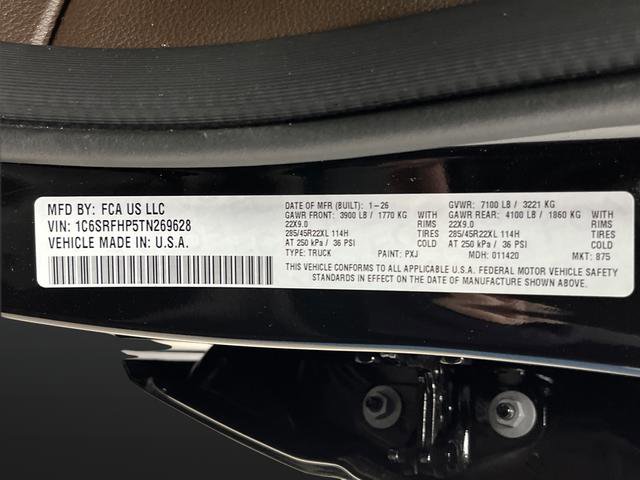 MFD BY: FCA US LLC
VIN: 1C6SRFHP5TN269628
VEHICLE MADE IN: U.S.A.
DATE OF MFR (BUILT): 1-26
GAWR FRONT: 3900 LB / 1770 KG WITH
22X9.0 RIMS
285/45R22XL 114H TIRES
AT 250 kPa / 36 PSI COLD
TYPE: TRUCK PAINT: PXJ
GVWR: 7100 LB / 3221 KG
GAWR REAR: 4100 LB / 1860 KG WITH
22X9.0 RIMS
285/45R22XL 114H TIRES
AT 250 kPa / 36 PSI COLD
MDH: 011420 MKT: 875
THIS VEHICLE CONFORMS TO ALL APPLICABLE U.S.A. FEDERAL MOTOR VEHICLE SAFETY
STANDARDS IN EFFECT ON THE DATE OF MANUFACTURE SHOWN ABOVE.